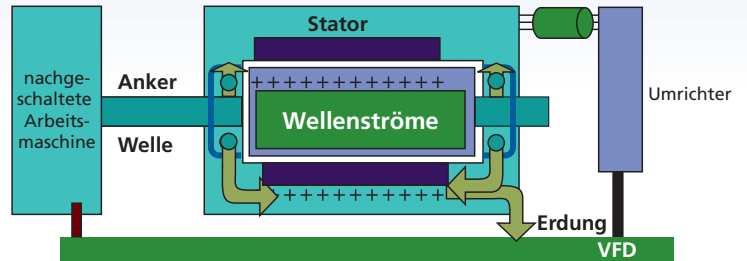 Stator
nachge-
schaltete
Arbeits-
maschine
Anker
Welle
+ + + + + + + + + + +
Wellenströme
+ + + + + + + + + + +
Umrichter
Erdung
VFD